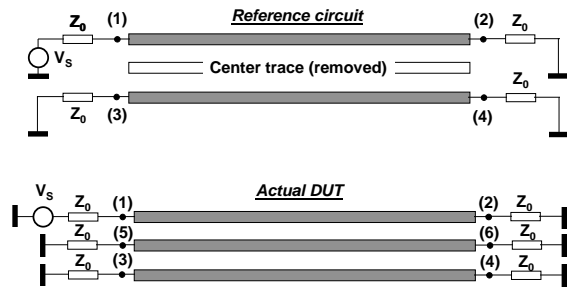 Reference circuit
Z0 (1) (2) Z0
VS
Center trace (removed)
Z0 (3) (4) Z0
Actual DUT
VS
Z0 (1) (2) Z0
Z0 (5) (6) Z0
Z0 (3) (4) Z0